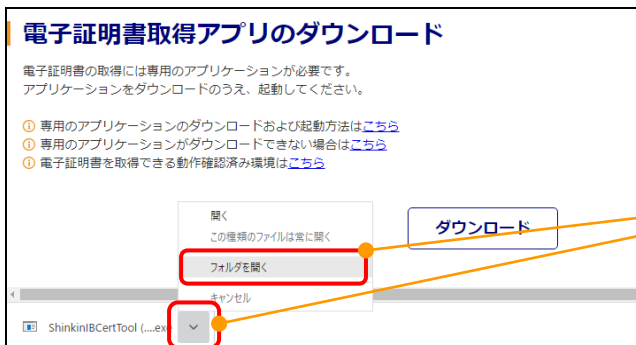 電子証明書取得アプリのダウンロード
電子証明書の取得には専用のアプリケーションが必要です。
アプリケーションをダウンロードのうえ、起動してください。
専用のアプリケーションのダウンロードおよび起動方法はこちら
専用のアプリケーションがダウンロードできない場合はこちら
電子証明書を取得できる動作確認済み環境はこちら
開く
この種類のファイルは常に開く
フォルダを開く
キャンセル
ダウンロード
ShinkinIBCertTool (....exe